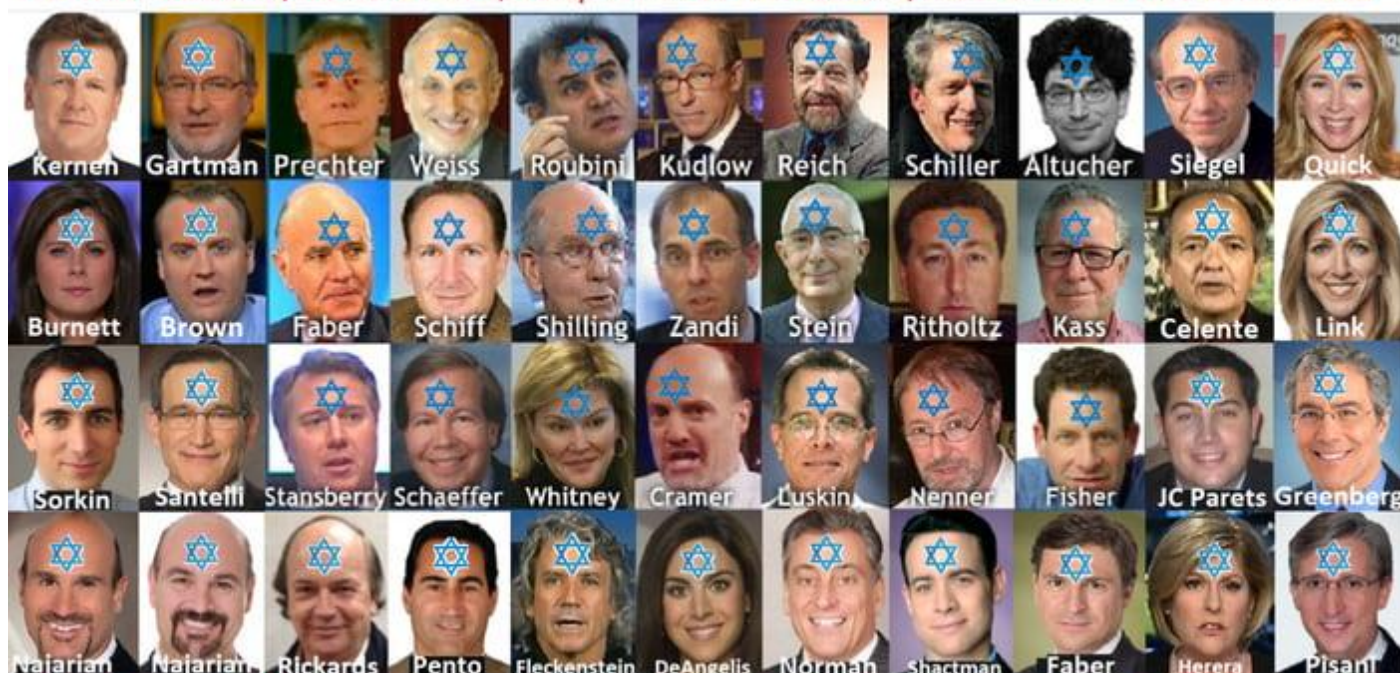 Kernen Gartman Prechter Weiss Roubini Kudlow Reich Schiller Altucher Siegel Quick
Burnett Brown Faber Schiff Shilling Zandi Stein Ritholtz Kass Celente Link
Sorkin Santelli Stansberry Schaeffer Whitney Cramer Luskin Nenner Fisher JC Parets Greenberg
Najarian Najarian Rickards Pento Fleckenstein DeAngelis Norman Shactman Faber Herera Pisani